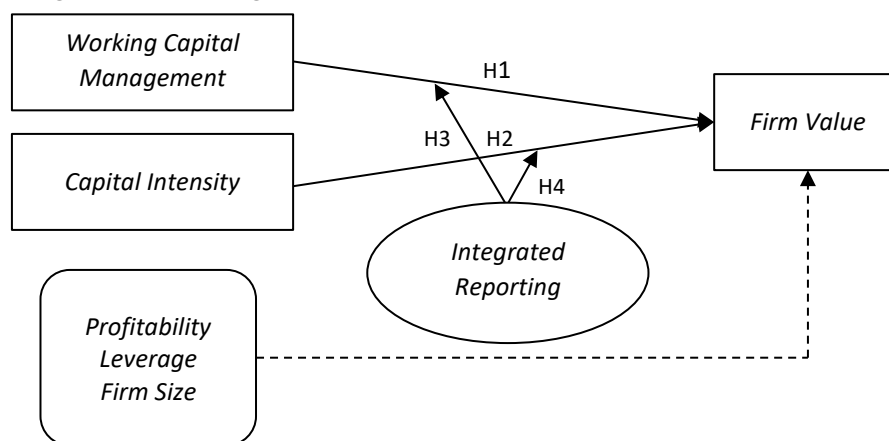 Working Capital
Management
H1
Firm Value
H3
H2
Capital Intensity
H4
Integrated
Reporting
Profitability
Leverage
Firm Size